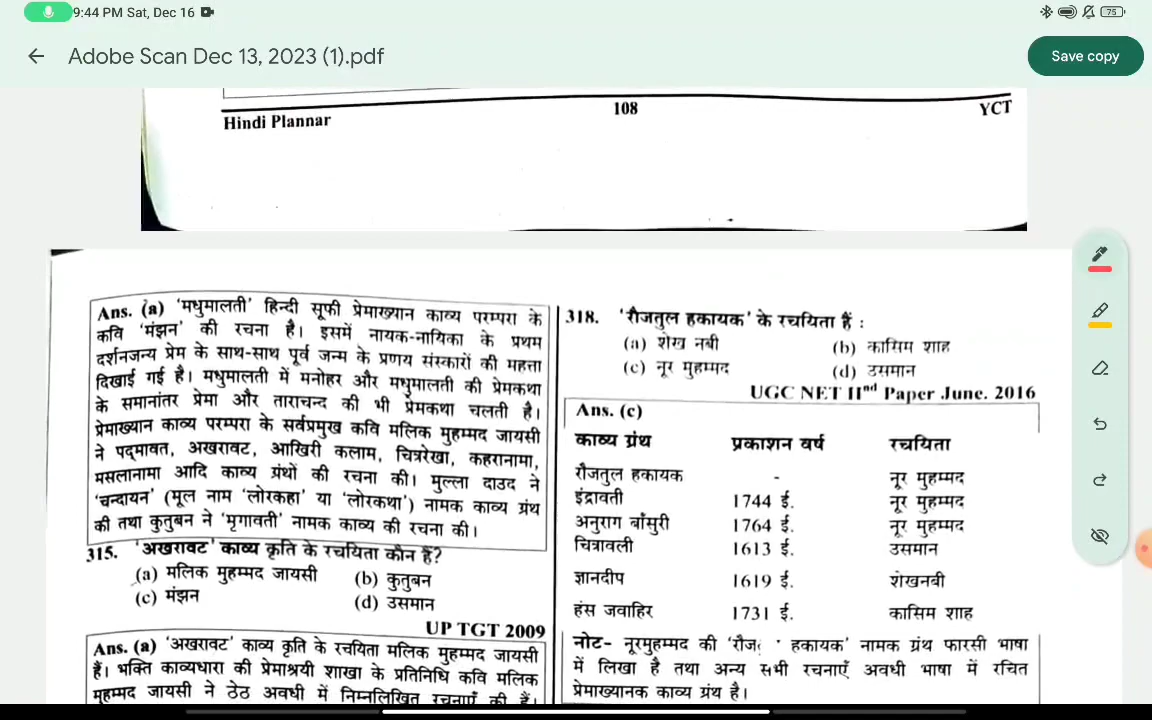 9:44 PM Sat, Dec 16
75
Adobe Scan Dec 13, 2023 (1).pdf
Save copy
Hindi Plannar 108 YCT
Ans. (a) ‘मधुमालती’ हिन्दी सूफी प्रेमाख्यान काव्य परम्परा के
कवि ‘मंझन’ की रचना है। इसमें नायक-नायिका के प्रथम
दर्शनजन्य प्रेम के साथ-साथ पूर्व जन्म के प्रणय संस्कारों की महत्ता
दिखाई गई है। मधुमालती में मनोहर और मधुमालती की प्रेमकथा
के समानांतर प्रेमा और ताराचन्द की भी प्रेमकथा चलती है।
प्रेमाख्यान काव्य परम्परा के सर्वप्रमुख कवि मलिक मुहम्मद जायसी
ने पद्मावत, अखरावट, आखिरी कलाम, चित्ररेखा, कहरानामा,
मसलानामा आदि काव्य ग्रंथों की रचना की। मुल्ला दाउद ने
‘चन्दायन’ (मूल नाम ‘लोरकहा’ या ‘लोरकथा’) नामक काव्य ग्रंथ
की तथा कुतुबन ने ‘मृगावती’ नामक काव्य की रचना की।
315. ‘अखरावट’ काव्य कृति के रचयिता कौन हैं?
(a) मलिक मुहम्मद जायसी (b) कुतुबन
(c) मंझन (d) उसमान
UP TGT 2009
Ans. (a) ‘अखरावट’ काव्य कृति के रचयिता मलिक मुहम्मद जायसी
हैं। भक्ति काव्यधारा की प्रेमाश्रयी शाखा के प्रतिनिधि कवि मलिक
मुहम्मद जायसी ने ठेठ अवधी में निम्नलिखित रचनाएँ की हैं।
318. ‘रौजतुल हकायक’ के रचयिता हैं :
(a) शेख नबी (b) कासिम शाह
(c) नूर मुहम्मद (d) उसमान
UGC NET IInd Paper June. 2016
Ans. (c)
काव्य ग्रंथ प्रकाशन वर्ष रचयिता
रौजतुल हकायक - नूर मुहम्मद
इंद्रावती 1744 ई. नूर मुहम्मद
अनुराग बाँसुरी 1764 ई. नूर मुहम्मद
चित्रावली 1613 ई. उसमान
ज्ञानदीप 1619 ई. शेखनबी
हंस जवाहिर 1731 ई. कासिम शाह
नोट- नूरमुहम्मद की हकायक’ नामक ग्रंथ फारसी भाषा
में लिखा है तथा अन्य सभी रचनाएँ अवधी भाषा में रचित
प्रेमाख्यानक काव्य ग्रंथ है।